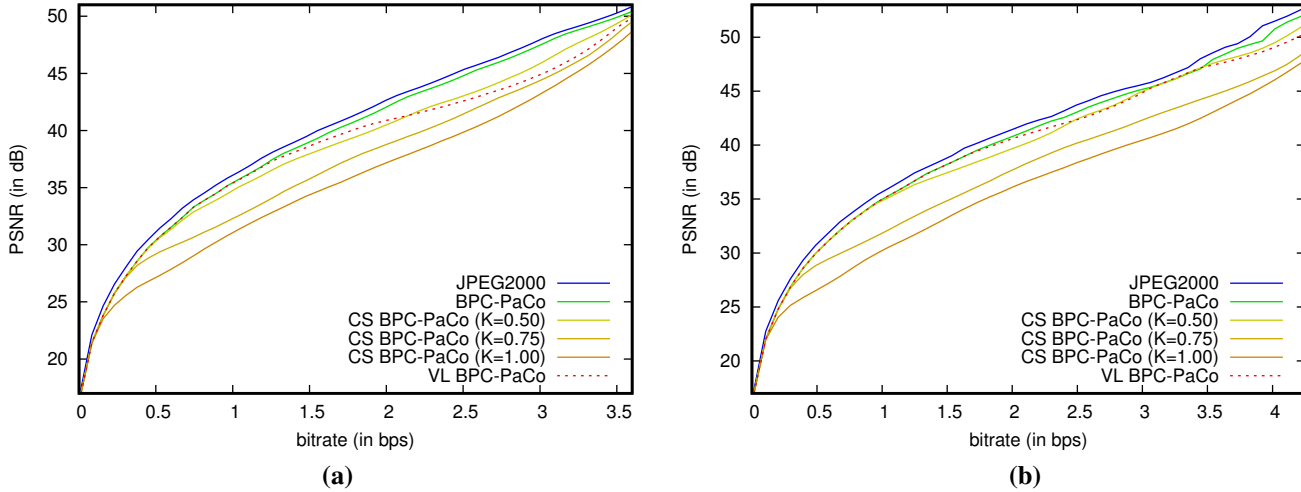 50
45
40
35
30
25
20
PSNR (in dB)
JPEG2000
BPC-PaCo
CS BPC-PaCo (K=0.50)
CS BPC-PaCo (K=0.75)
CS BPC-PaCo (K=1.00)
VL BPC-PaCo
0 0.5 1 1.5 2 2.5 3 3.5
bitrate (in bps)
(a)
50
45
40
35
30
25
20
PSNR (in dB)
JPEG2000
BPC-PaCo
CS BPC-PaCo (K=0.50)
CS BPC-PaCo (K=0.75)
CS BPC-PaCo (K=1.00)
VL BPC-PaCo
0 0.5 1 1.5 2 2.5 3 3.5 4
bitrate (in bps)
(b)